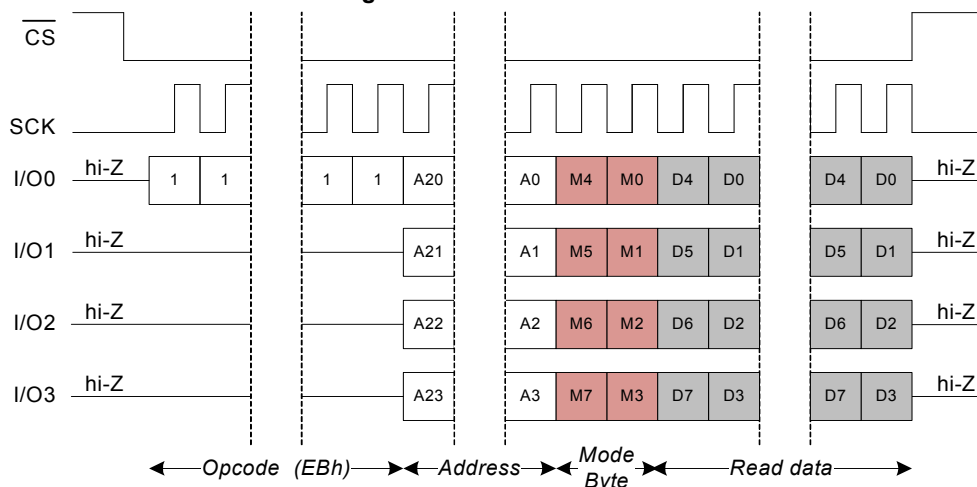 CS
SCK
I/O0 hi-Z 1 1 1 1 A20 A0 M4 M0 D4 D0 D4 D0 hi-Z
I/O1 hi-Z A21 A1 M5 M1 D5 D1 D5 D1 hi-Z
I/O2 hi-Z A22 A2 M6 M2 D6 D2 D6 D2 hi-Z
I/O3 hi-Z A23 A3 M7 M3 D7 D3 D7 D3 hi-Z
Opcode (EBh) Address Mode Byte Read data